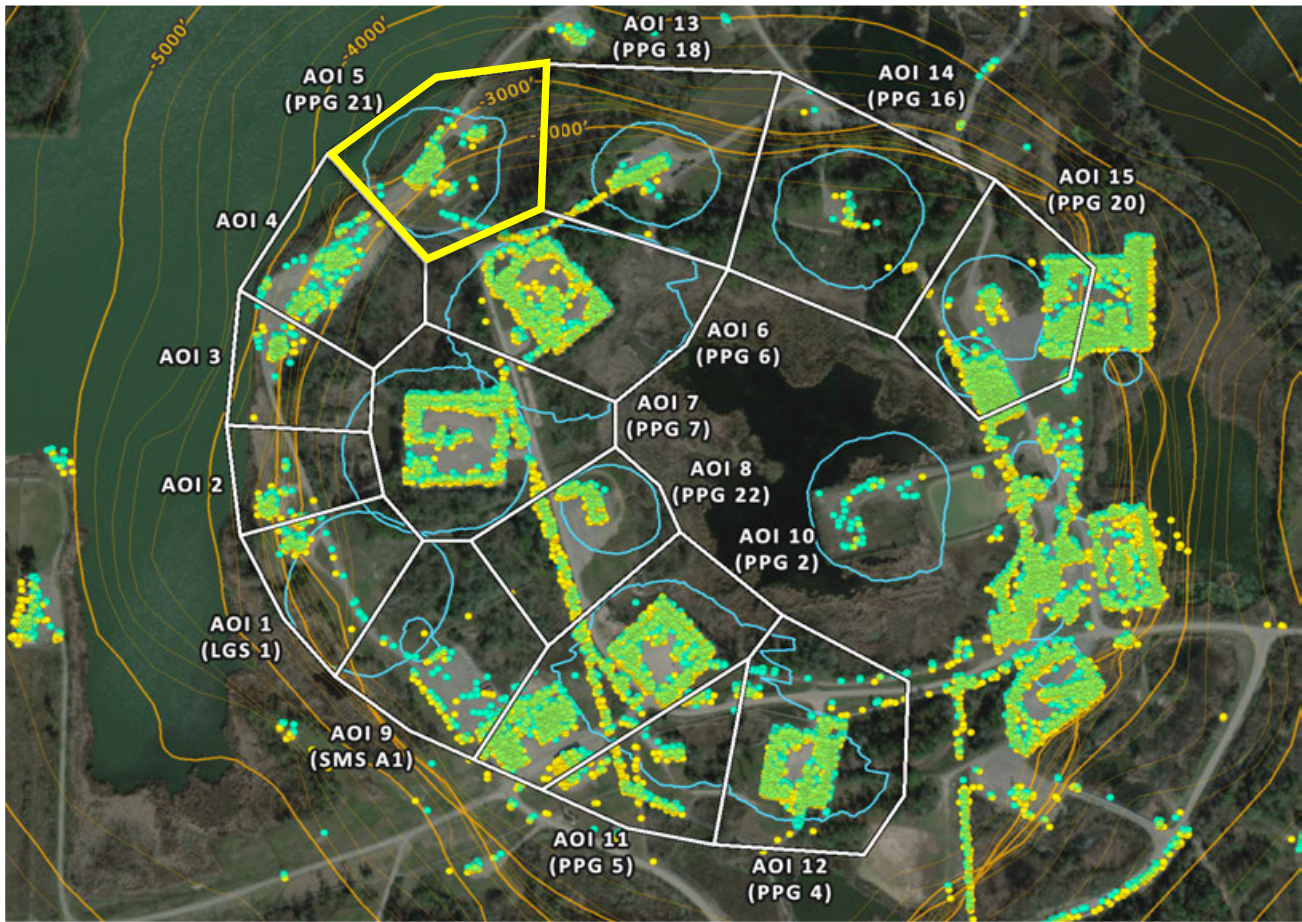 AOI 13
(PPG 18)
-5000'
-4000'
AOI 5
(PPG 21)
AOI 14
(PPG 16)
-3000'
AOI 15
(PPG 20)
AOI 4
AOI 3
AOI 6
(PPG 6)
AOI 7
(PPG 7)
AOI 8
(PPG 22)
AOI 2
AOI 10
(PPG 2)
AOI 1
(LGS 1)
AOI 9
(SMS A1)
AOI 11
(PPG 5)
AOI 12
(PPG 4)